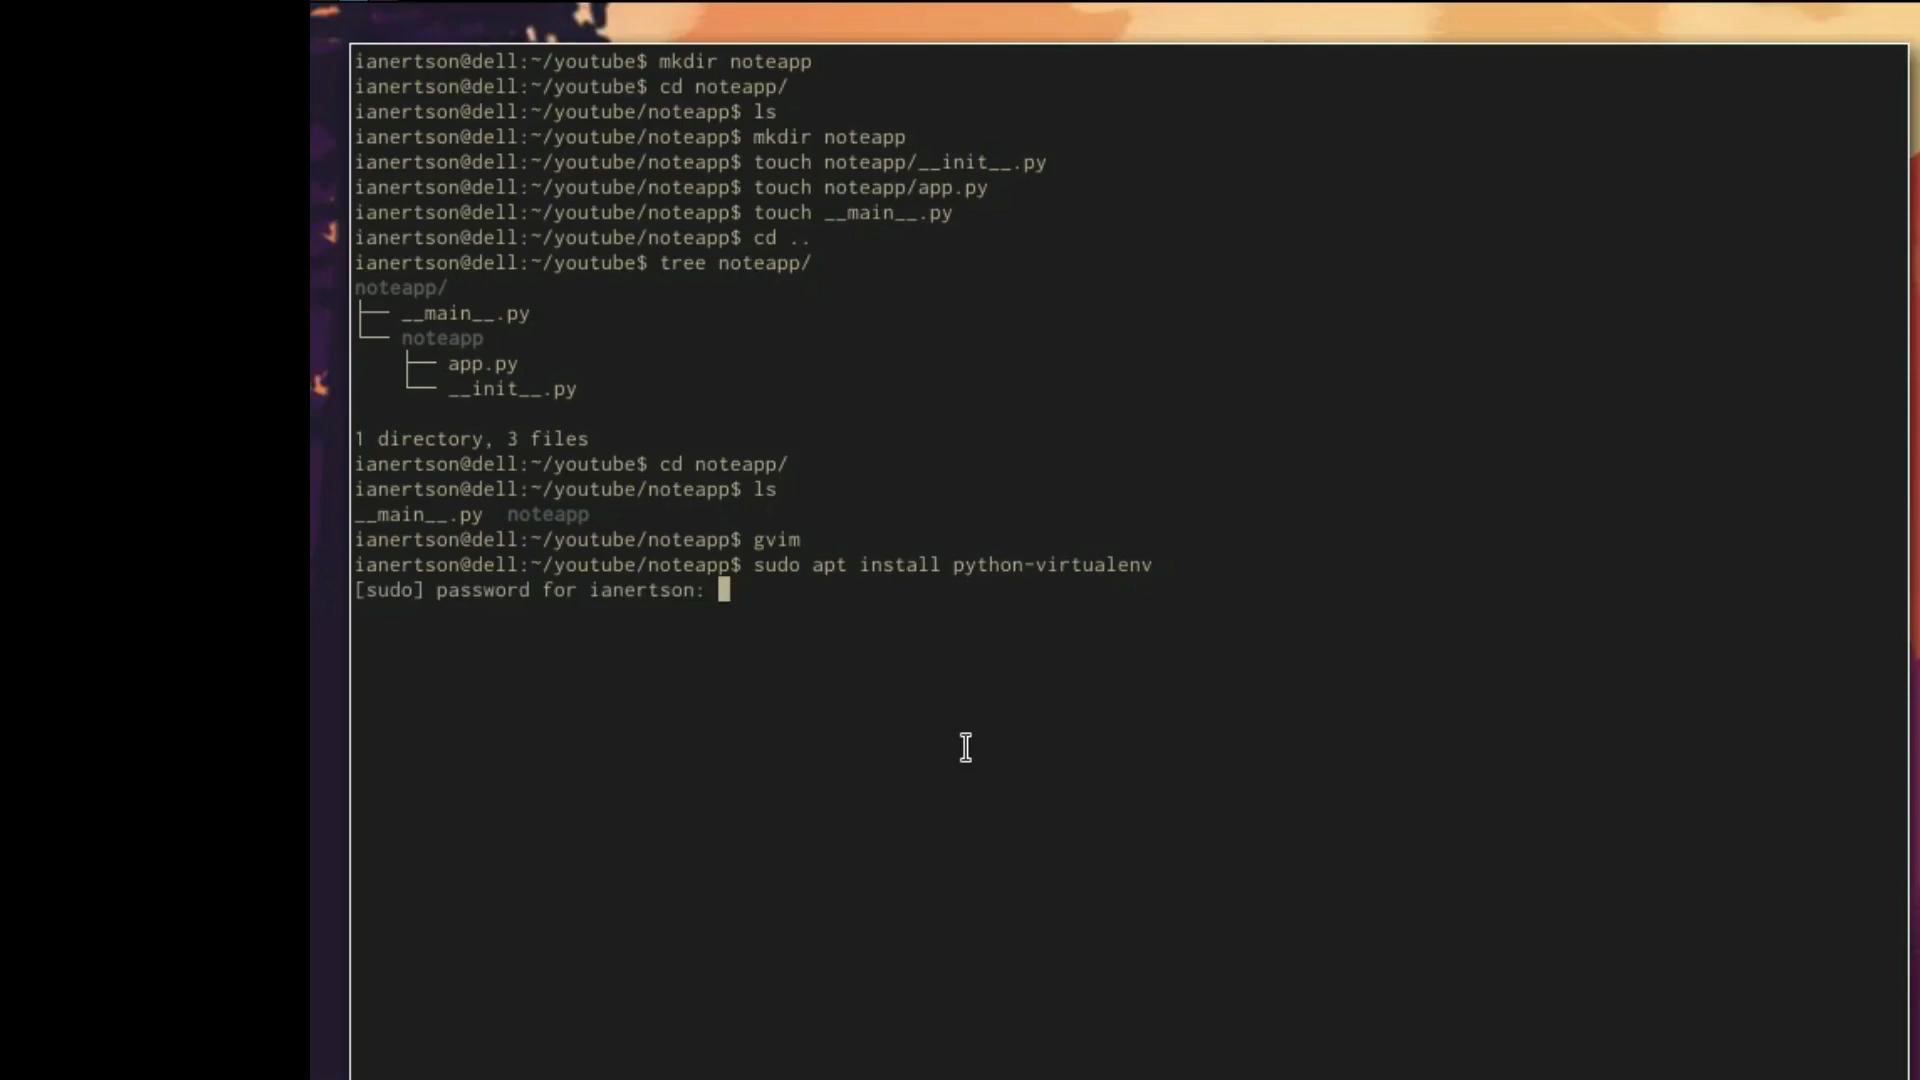 ianertson@dell:~/youtube$ mkdir noteapp
ianertson@dell:~/youtube$ cd noteapp/
ianertson@dell:~/youtube/noteapp$ ls
ianertson@dell:~/youtube/noteapp$ mkdir noteapp
ianertson@dell:~/youtube/noteapp$ touch noteapp/__init__.py
ianertson@dell:~/youtube/noteapp$ touch noteapp/app.py
ianertson@dell:~/youtube/noteapp$ touch __main__.py
ianertson@dell:~/youtube/noteapp$ cd ..
ianertson@dell:~/youtube$ tree noteapp/
noteapp/
├── __main__.py
└── noteapp
    ├── app.py
    └── __init__.py

1 directory, 3 files
ianertson@dell:~/youtube$ cd noteapp/
ianertson@dell:~/youtube/noteapp$ ls
__main__.py  noteapp
ianertson@dell:~/youtube/noteapp$ gvim
ianertson@dell:~/youtube/noteapp$ sudo apt install python-virtualenv
[sudo] password for ianertson: